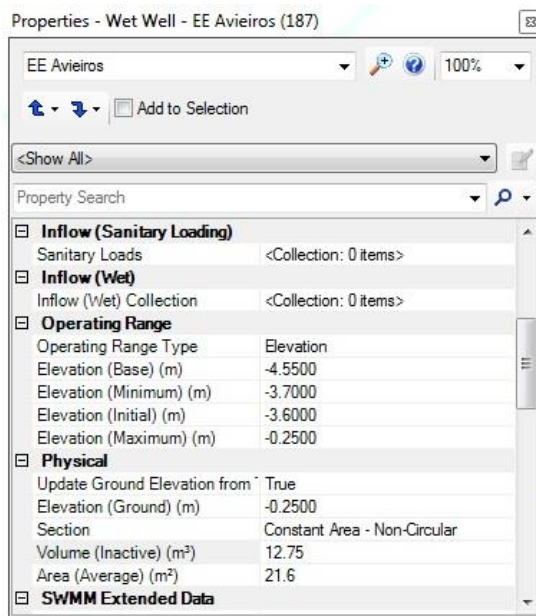 Properties - Wet Well - EE Avieiros (187)
EE Avieiros 100%
Add to Selection
<Show All>
Property Search
Inflow (Sanitary Loading)
Sanitary Loads <Collection: 0 items>
Inflow (Wet)
Inflow (Wet) Collection <Collection: 0 items>
Operating Range
Operating Range Type Elevation
Elevation (Base) (m) -4.5500
Elevation (Minimum) (m) -3.7000
Elevation (Initial) (m) -3.6000
Elevation (Maximum) (m) -0.2500
Physical
Update Ground Elevation from True
Elevation (Ground) (m) -0.2500
Section Constant Area - Non-Circular
Volume (Inactive) (m³) 12.75
Area (Average) (m²) 21.6
SWMM Extended Data